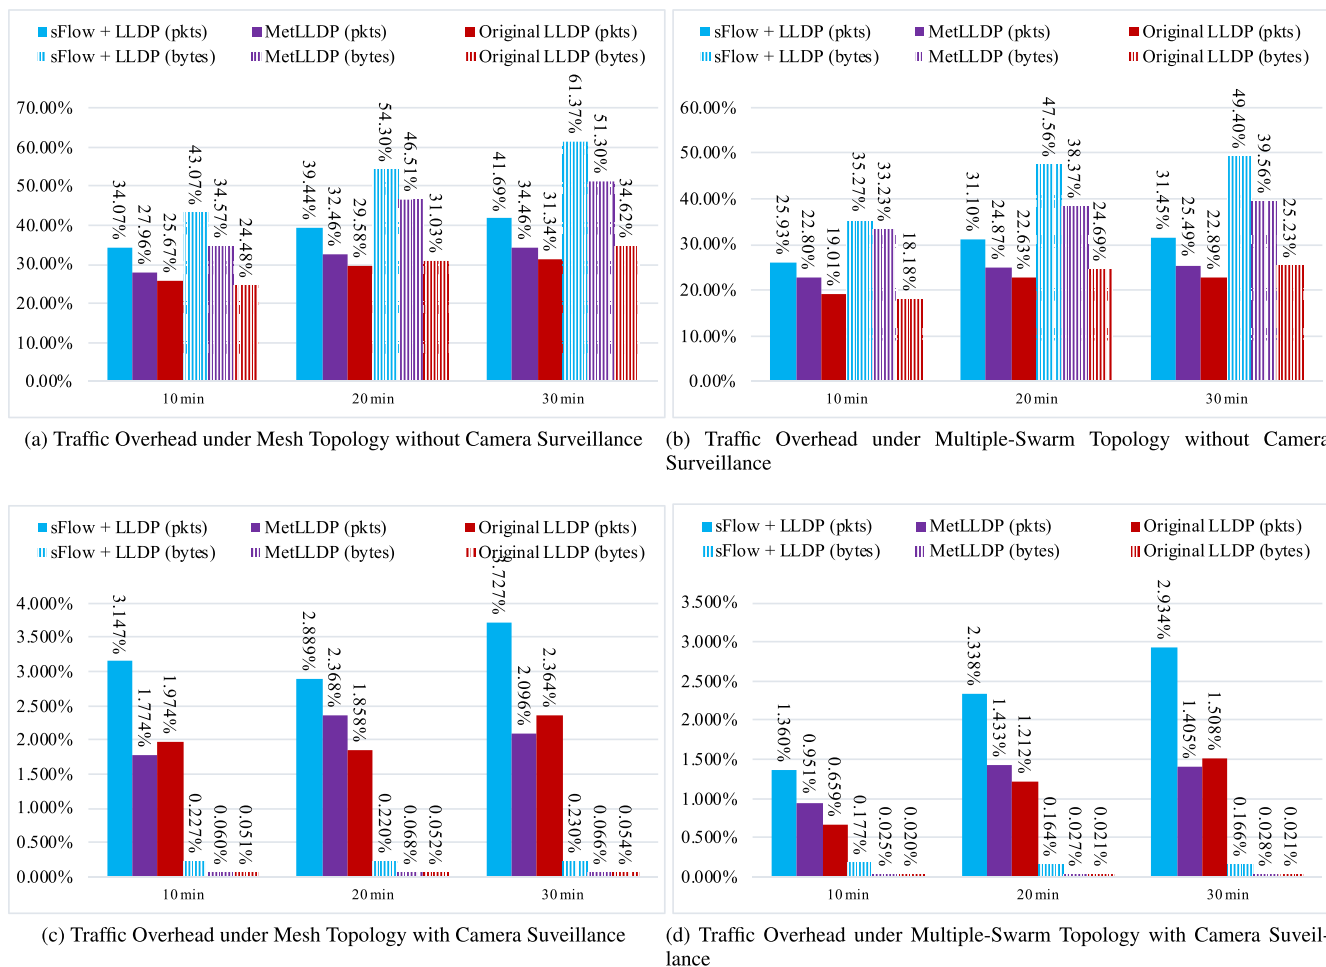 sFlow + LLDP (pkts) MetLLDP (pkts) Original LLDP (pkts)
sFlow + LLDP (bytes) MetLLDP (bytes) Original LLDP (bytes)
70.00%
60.00%
50.00%
40.00%
30.00%
20.00%
10.00%
0.00%
34.07% 27.96% 25.67% 43.07% 34.57% 24.48%
39.44% 32.46% 29.58% 54.30% 46.51% 31.03%
41.69% 34.46% 31.34% 61.37% 51.30% 34.62%
10 min 20 min 30 min
(a) Traffic Overhead under Mesh Topology without Camera Surveillance
sFlow + LLDP (pkts) MetLLDP (pkts) Original LLDP (pkts)
sFlow + LLDP (bytes) MetLLDP (bytes) Original LLDP (bytes)
60.00%
50.00%
40.00%
30.00%
20.00%
10.00%
0.00%
25.93% 22.80% 19.01% 35.27% 33.23% 18.18%
31.10% 24.87% 22.63% 47.56% 38.37% 24.69%
31.45% 25.49% 22.89% 49.40% 39.56% 25.23%
10 min 20 min 30 min
(b) Traffic Overhead under Multiple-Swarm Topology without Camera
Surveillance
sFlow + LLDP (pkts) MetLLDP (pkts) Original LLDP (pkts)
sFlow + LLDP (bytes) MetLLDP (bytes) Original LLDP (bytes)
4.000%
3.500%
3.000%
2.500%
2.000%
1.500%
1.000%
0.500%
0.000%
3.147% 1.774% 1.974% 0.227% 0.060% 0.051%
2.889% 2.368% 1.858% 0.220% 0.068% 0.052%
3.727% 2.096% 2.364% 0.230% 0.066% 0.054%
10 min 20 min 30 min
(c) Traffic Overhead under Mesh Topology with Camera Suveillance
sFlow + LLDP (pkts) MetLLDP (pkts) Original LLDP (pkts)
sFlow + LLDP (bytes) MetLLDP (bytes) Original LLDP (bytes)
3.500%
3.000%
2.500%
2.000%
1.500%
1.000%
0.500%
0.000%
1.360% 0.951% 0.659% 0.177% 0.025% 0.020%
2.338% 1.433% 1.212% 0.164% 0.027% 0.021%
2.934% 1.405% 1.508% 0.166% 0.028% 0.021%
10 min 20 min 30 min
(d) Traffic Overhead under Multiple-Swarm Topology with Camera Suveil-
lance